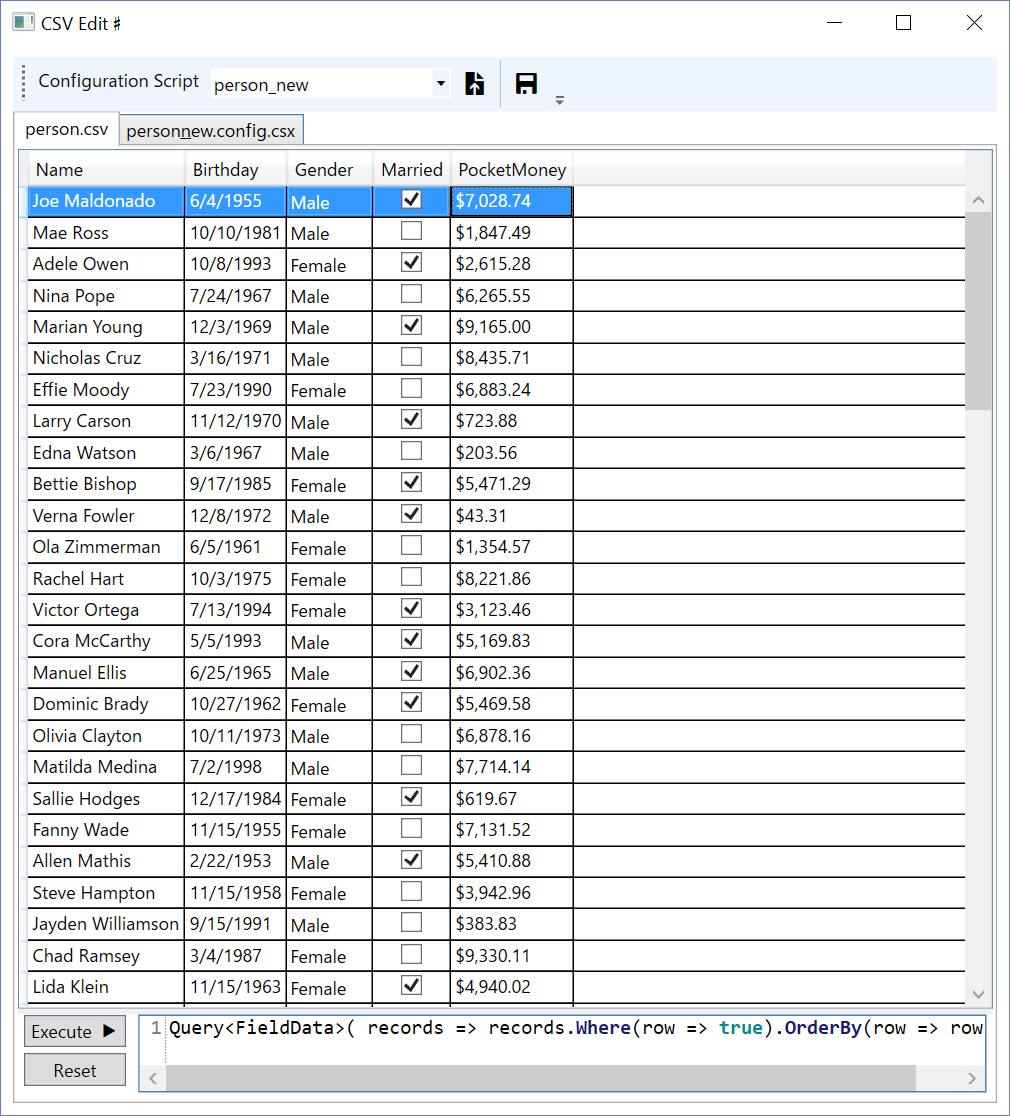 CSV Edit ♯
Configuration Script person_new
person.csv personnew.config.csx
Name Birthday Gender Married PocketMoney
Joe Maldonado 6/4/1955 Male $7,028.74
Mae Ross 10/10/1981 Male $1,847.49
Adele Owen 10/8/1993 Female $2,615.28
Nina Pope 7/24/1967 Male $6,265.55
Marian Young 12/3/1969 Male $9,165.00
Nicholas Cruz 3/16/1971 Male $8,435.71
Effie Moody 7/23/1990 Female $6,883.24
Larry Carson 11/12/1970 Male $723.88
Edna Watson 3/6/1967 Male $203.56
Bettie Bishop 9/17/1985 Female $5,471.29
Verna Fowler 12/8/1972 Male $43.31
Ola Zimmerman 6/5/1961 Female $1,354.57
Rachel Hart 10/3/1975 Female $8,221.86
Victor Ortega 7/13/1994 Female $3,123.46
Cora McCarthy 5/5/1993 Male $5,169.83
Manuel Ellis 6/25/1965 Male $6,902.36
Dominic Brady 10/27/1962 Female $5,469.58
Olivia Clayton 10/11/1973 Male $6,878.16
Matilda Medina 7/2/1998 Male $7,714.14
Sallie Hodges 12/17/1984 Female $619.67
Fanny Wade 11/15/1955 Female $7,131.52
Allen Mathis 2/22/1953 Male $5,410.88
Steve Hampton 11/15/1958 Female $3,942.96
Jayden Williamson 9/15/1991 Male $383.83
Chad Ramsey 3/4/1987 Female $9,330.11
Lida Klein 11/15/1963 Female $4,940.02
Execute 1 Query<FieldData>( records => records.Where(row => true).OrderBy(row => row
Reset